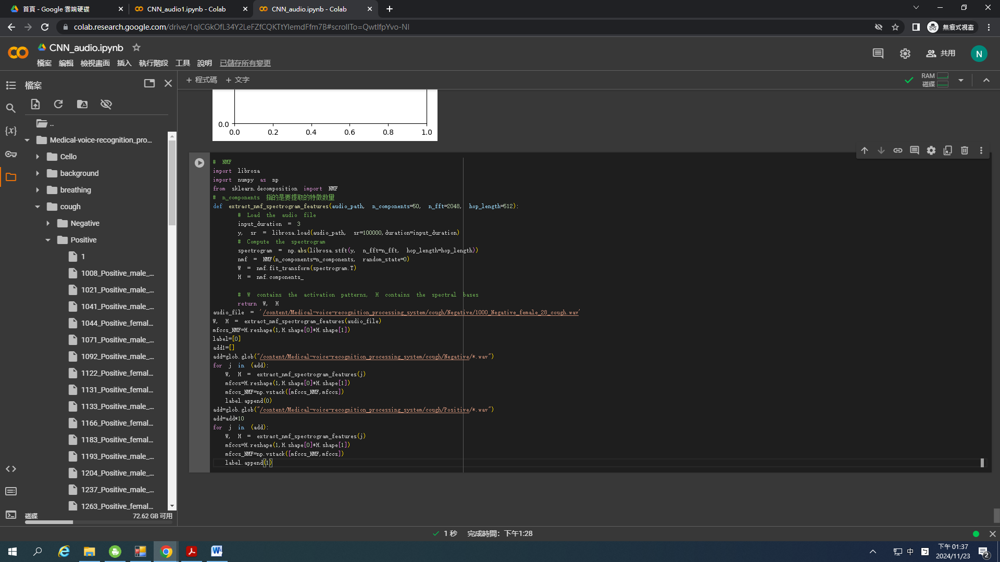 首頁 - Google 雲端硬碟
CNN_audio1.ipynb - Colab
CNN_audio.ipynb - Colab
無痕式視窗
CNN_audio.ipynb
檔案 編輯 檢視畫面 插入 執行階段 工具 說明 已儲存所有變更
共用
N
檔案
+ 程式碼 + 文字
RAM
磁碟
..
Medical-voice-recognition_pro...
Cello
background
breathing
cough
Negative
Positive
1
1008_Positive_male_...
1021_Positive_male_...
1041_Positive_male_...
1044_Positive_femal...
1071_Positive_male_...
1092_Positive_male_...
1122_Positive_femal...
1131_Positive_femal...
1133_Positive_male_...
1166_Positive_femal...
1183_Positive_femal...
1193_Positive_male_...
1204_Positive_male_...
1237_Positive_male_...
1263_Positive_femal...
磁碟 72.62 GB 可用
0.0
0.0 0.2 0.4 0.6 0.8 1.0
# NMF
import librosa
import numpy as np
from sklearn.decomposition import NMF
# n_components 指的是要提取的特徵數量
def extract_nmf_spectrogram_features(audio_path, n_components=50, n_fft=2048, hop_length=512):
# Load the audio file
input_duration = 3
y, sr = librosa.load(audio_path, sr=100000,duration=input_duration)
# Compute the spectrogram
spectrogram = np.abs(librosa.stft(y, n_fft=n_fft, hop_length=hop_length))
nmf = NMF(n_components=n_components, random_state=0)
W = nmf.fit_transform(spectrogram.T)
H = nmf.components_
# W contains the activation patterns, H contains the spectral bases
return W, H
audio_file = '/content/Medical-voice-recognition_processing_system/cough/Negative/1000_Negative_female_28_cough.wav'
W, H = extract_nmf_spectrogram_features(audio_file)
mfccs_NMF=H.reshape(1,H.shape[0]*H.shape[1])
label=[0]
add1=[]
add=glob.glob("/content/Medical-voice-recognition_processing_system/cough/Negative/*.wav")
for j in (add):
W, H = extract_nmf_spectrogram_features(j)
mfccs=H.reshape(1,H.shape[0]*H.shape[1])
mfccs_NMF=np.vstack([mfccs_NMF,mfccs])
label.append(0)
add=glob.glob("/content/Medical-voice-recognition_processing_system/cough/Positive/*.wav")
add=add*10
for j in (add):
W, H = extract_nmf_spectrogram_features(j)
mfccs=H.reshape(1,H.shape[0]*H.shape[1])
mfccs_NMF=np.vstack([mfccs_NMF,mfccs])
label.append(1)
1 秒 完成時間：下午1:28
中
下午 01:37
2024/11/23
2